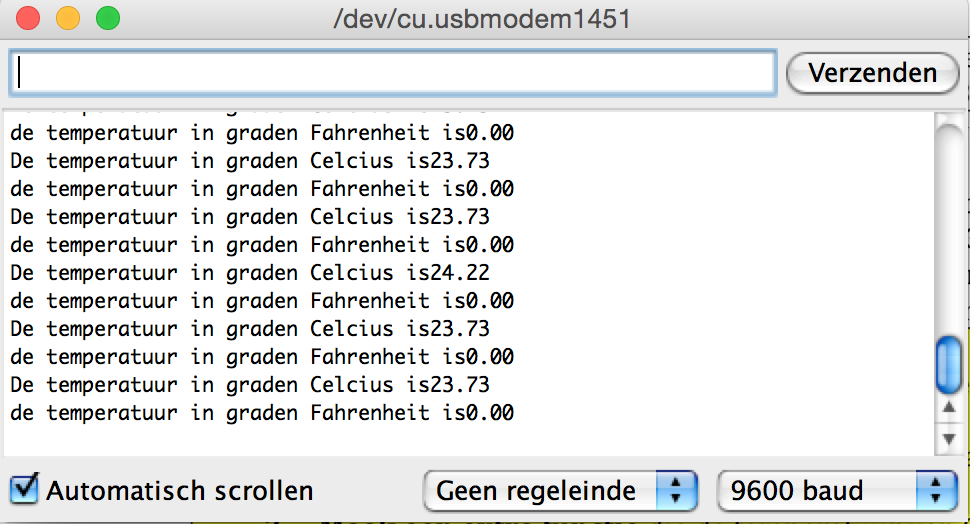 /dev/cu.usbmodem1451
Verzenden
de temperatuur in graden Fahrenheit is0.00
De temperatuur in graden Celcius is23.73
de temperatuur in graden Fahrenheit is0.00
De temperatuur in graden Celcius is23.73
de temperatuur in graden Fahrenheit is0.00
De temperatuur in graden Celcius is24.22
de temperatuur in graden Fahrenheit is0.00
De temperatuur in graden Celcius is23.73
de temperatuur in graden Fahrenheit is0.00
De temperatuur in graden Celcius is23.73
de temperatuur in graden Fahrenheit is0.00
Automatisch scrollen
Geen regeleinde
9600 baud